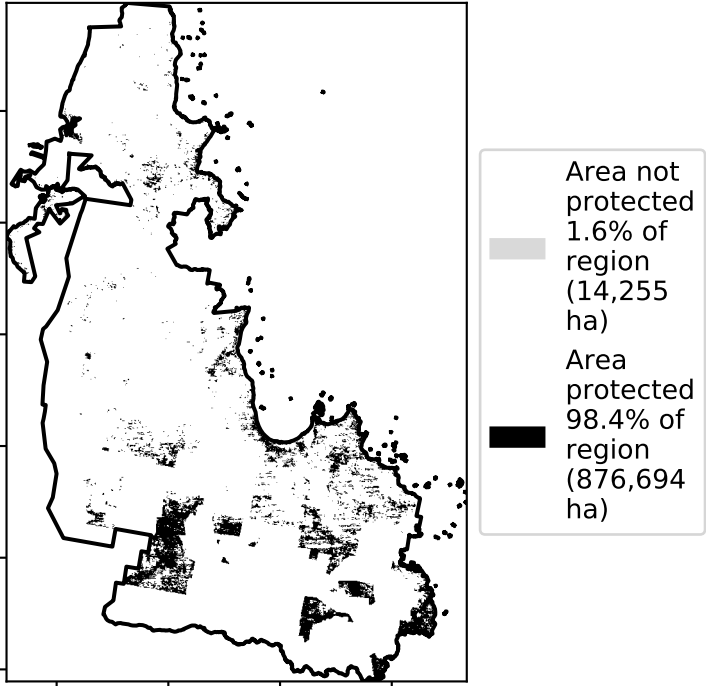 Area not
protected
1.6% of
region
(14,255
ha)
Area
protected
98.4% of
region
(876,694
ha)